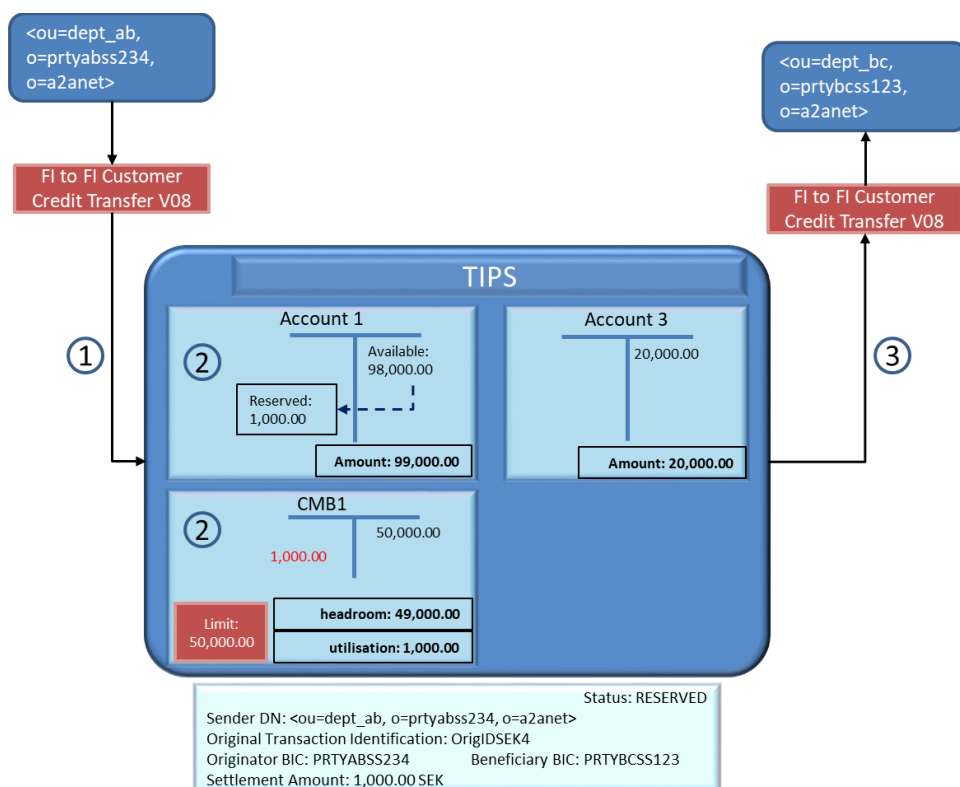 <ou=dept_ab,
o=prtyabss234,
o=a2anet>
<ou=dept_bc,
o=prtybcss123,
o=a2anet>
FI to FI Customer
Credit Transfer V08
FI to FI Customer
Credit Transfer V08
TIPS
1
3
Account 1
2
Available:
98,000.00
Reserved:
1,000.00
Amount: 99,000.00
Account 3
20,000.00
Amount: 20,000.00
CMB1
2
50,000.00
1,000.00
Limit:
50,000.00
headroom: 49,000.00
utilisation: 1,000.00
Status: RESERVED
Sender DN: <ou=dept_ab, o=prtyabss234, o=a2anet>
Original Transaction Identification: OrigIDSEK4
Originator BIC: PRTYABSS234 Beneficiary BIC: PRTYBCSS123
Settlement Amount: 1,000.00 SEK